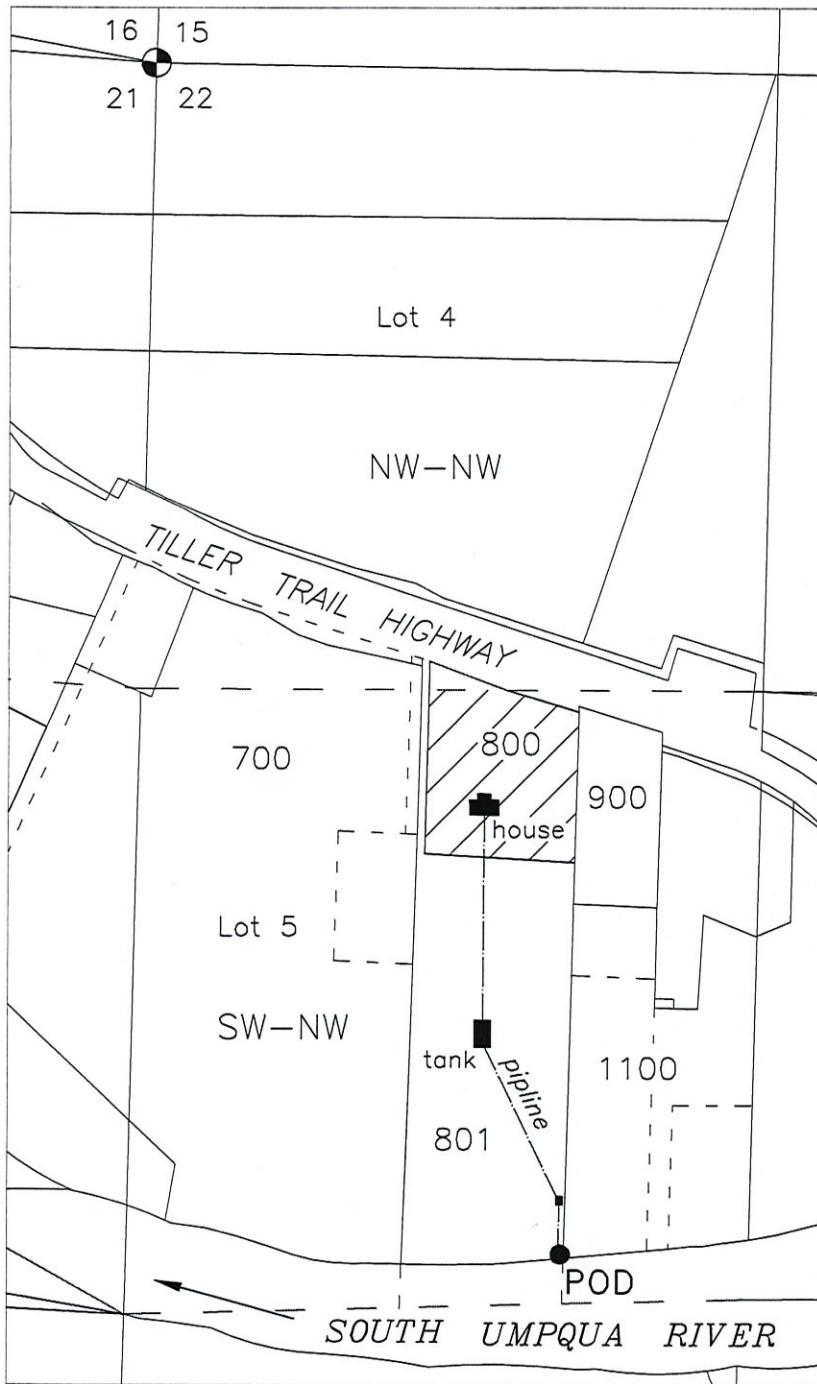 16 15
21 22
Lot 4
NW-NW
TILLER TRAIL HIGHWAY
700
800
900
house
Lot 5
SW-NW
tank
pipline
1100
801
POD
SOUTH UMPQUA RIVER